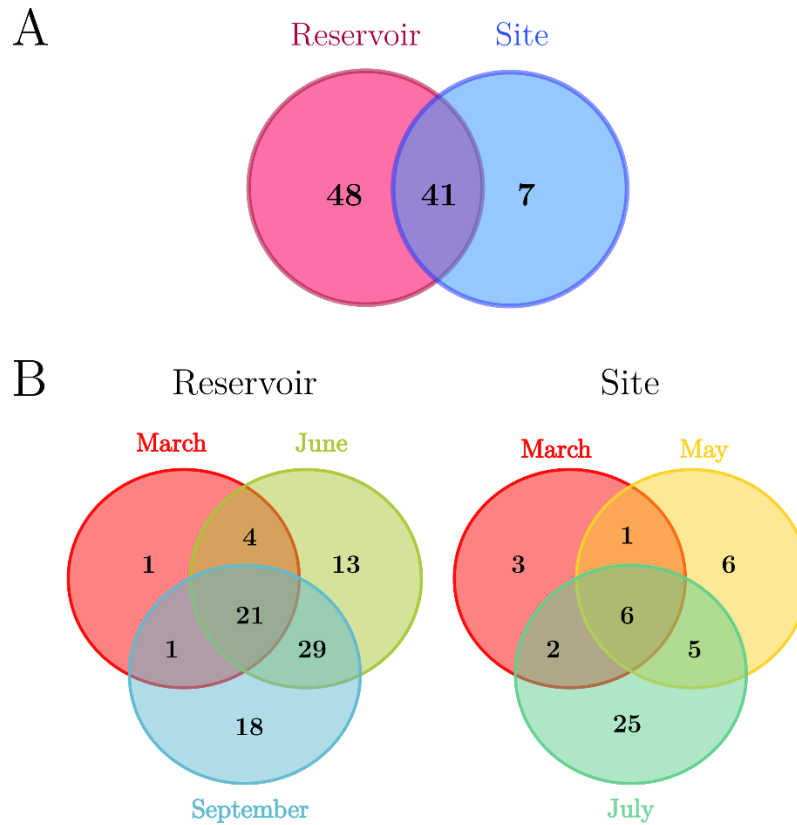 A
Reservoir Site
48 41 7
B
Reservoir Site
March June March May
4 1
1 13 3 6
21 6
1 29 2 5
18 25
September July